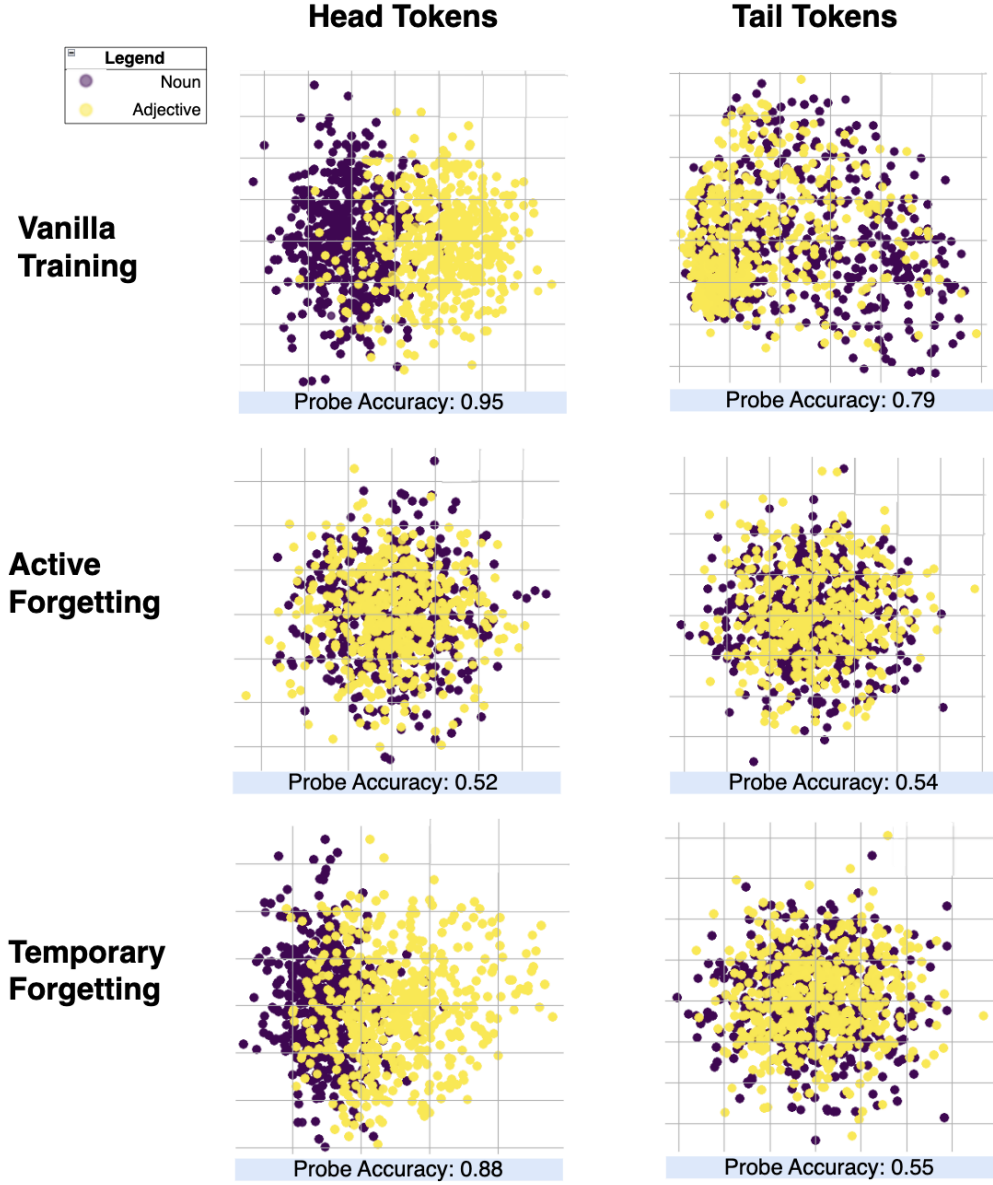 Head Tokens
Tail Tokens
Legend
Noun
Adjective
Vanilla
Training
Probe Accuracy: 0.95
Probe Accuracy: 0.79
Active
Forgetting
Probe Accuracy: 0.52
Probe Accuracy: 0.54
Temporary
Forgetting
Probe Accuracy: 0.88
Probe Accuracy: 0.55